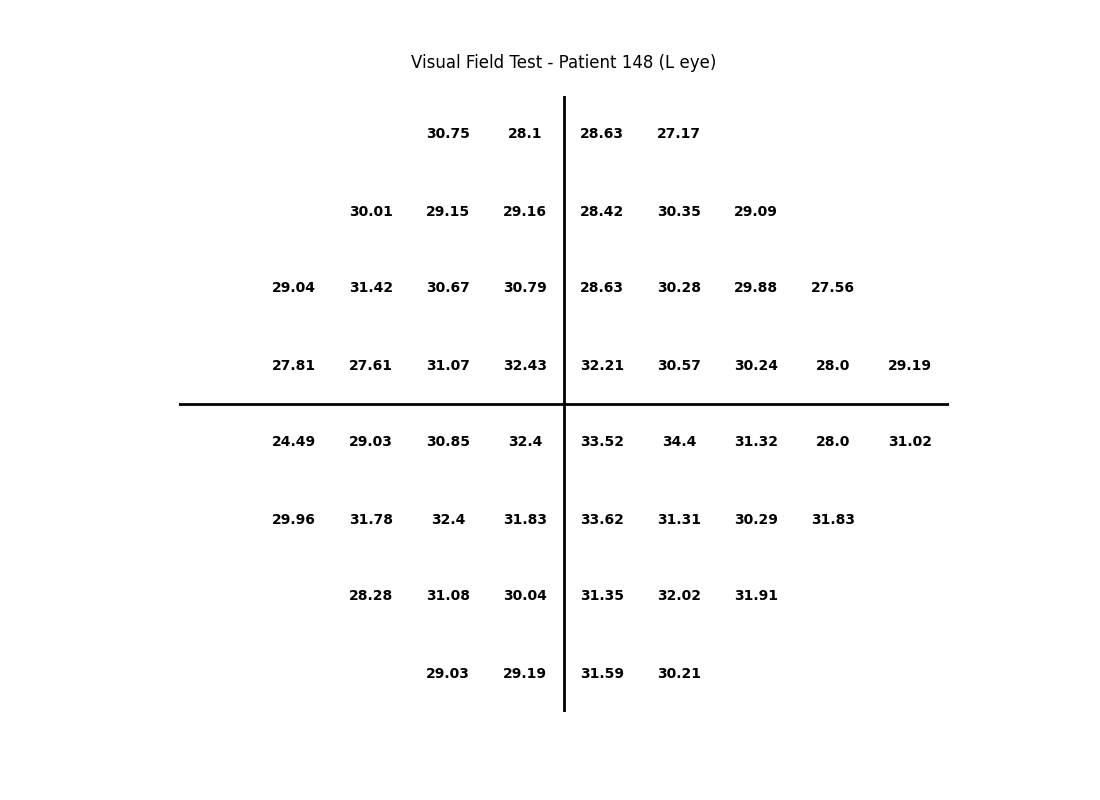 Visual Field Test - Patient 148 (L eye)
30.75 28.1 28.63 27.17
30.01 29.15 29.16 28.42 30.35 29.09
29.04 31.42 30.67 30.79 28.63 30.28 29.88 27.56
27.81 27.61 31.07 32.43 32.21 30.57 30.24 28.0 29.19
24.49 29.03 30.85 32.4 33.52 34.4 31.32 28.0 31.02
29.96 31.78 32.4 31.83 33.62 31.31 30.29 31.83
28.28 31.08 30.04 31.35 32.02 31.91
29.03 29.19 31.59 30.21